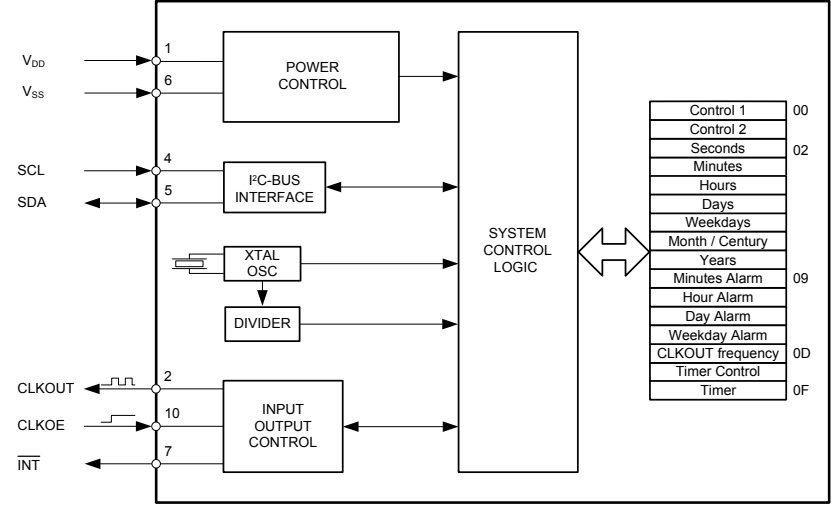 V_DD
1
V_SS
6
POWER
CONTROL
SCL
4
SDA
5
I²C-BUS
INTERFACE
XTAL
OSC
DIVIDER
CLKOUT
2
CLKOE
10
INT
7
INPUT
OUTPUT
CONTROL
SYSTEM
CONTROL
LOGIC
Control 1 00
Control 2
Seconds 02
Minutes
Hours
Days
Weekdays
Month / Century
Years
Minutes Alarm 09
Hour Alarm
Day Alarm
Weekday Alarm
CLKOUT frequency 0D
Timer Control
Timer 0F